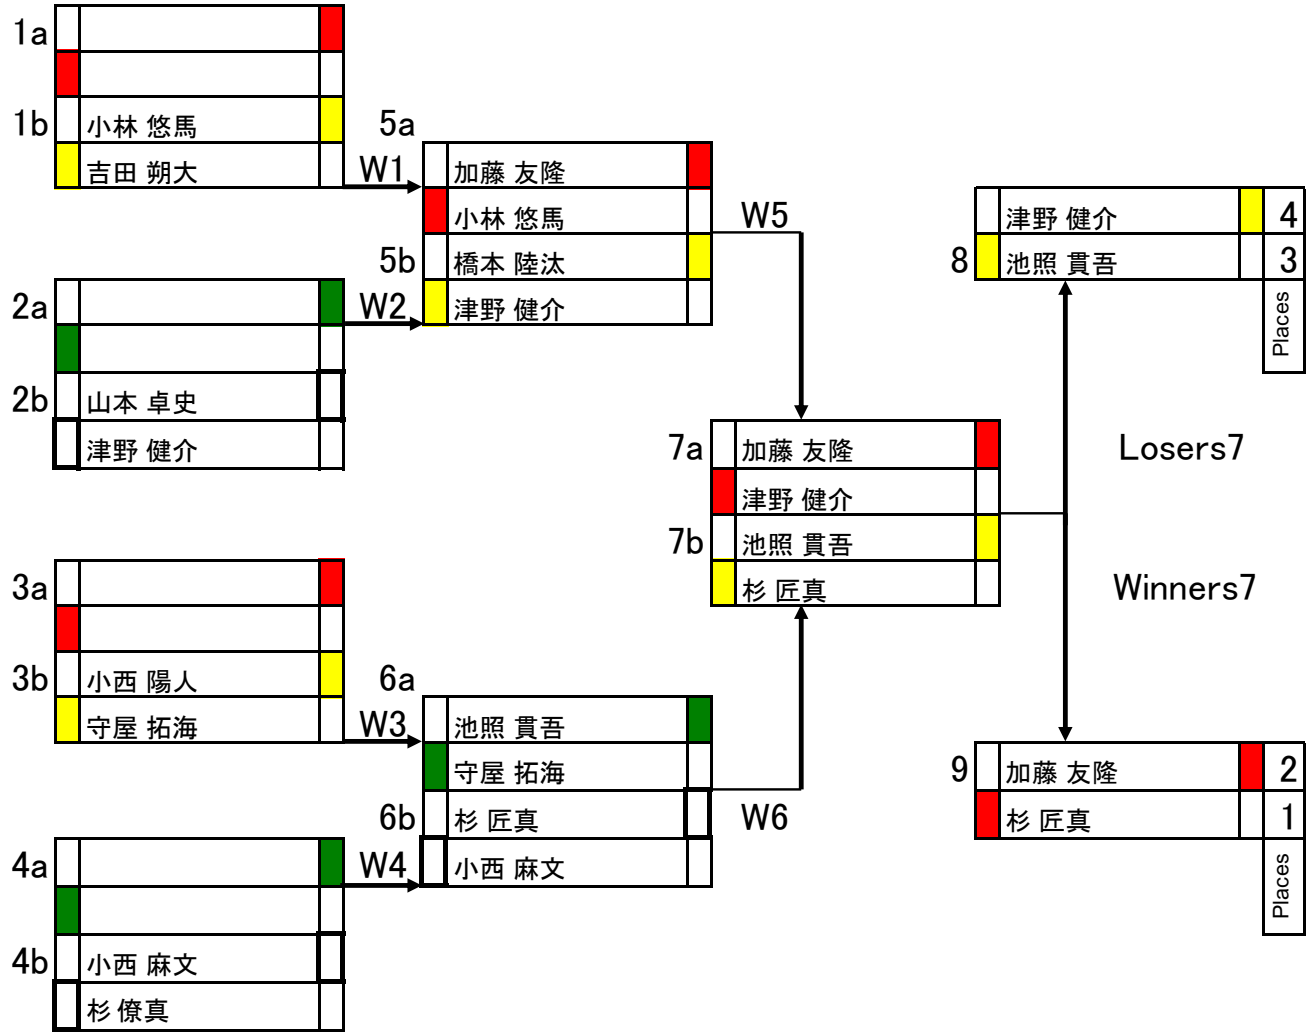 1a
1b
小林 悠馬
吉田 朔大
W1
2a
2b
山本 卓史
津野 健介
W2
3a
3b
小西 陽人
守屋 拓海
W3
4a
4b
小西 麻文
杉 僚真
W4
5a
加藤 友隆
小林 悠馬
5b
橋本 陸汰
津野 健介
W5
6a
池照 貫吾
守屋 拓海
6b
杉 匠真
小西 麻文
W6
7a
加藤 友隆
津野 健介
7b
池照 貫吾
杉 匠真
Losers7
Winners7
津野 健介 4
8 池照 貫吾 3
Places
9 加藤 友隆 2
杉 匠真 1
Places